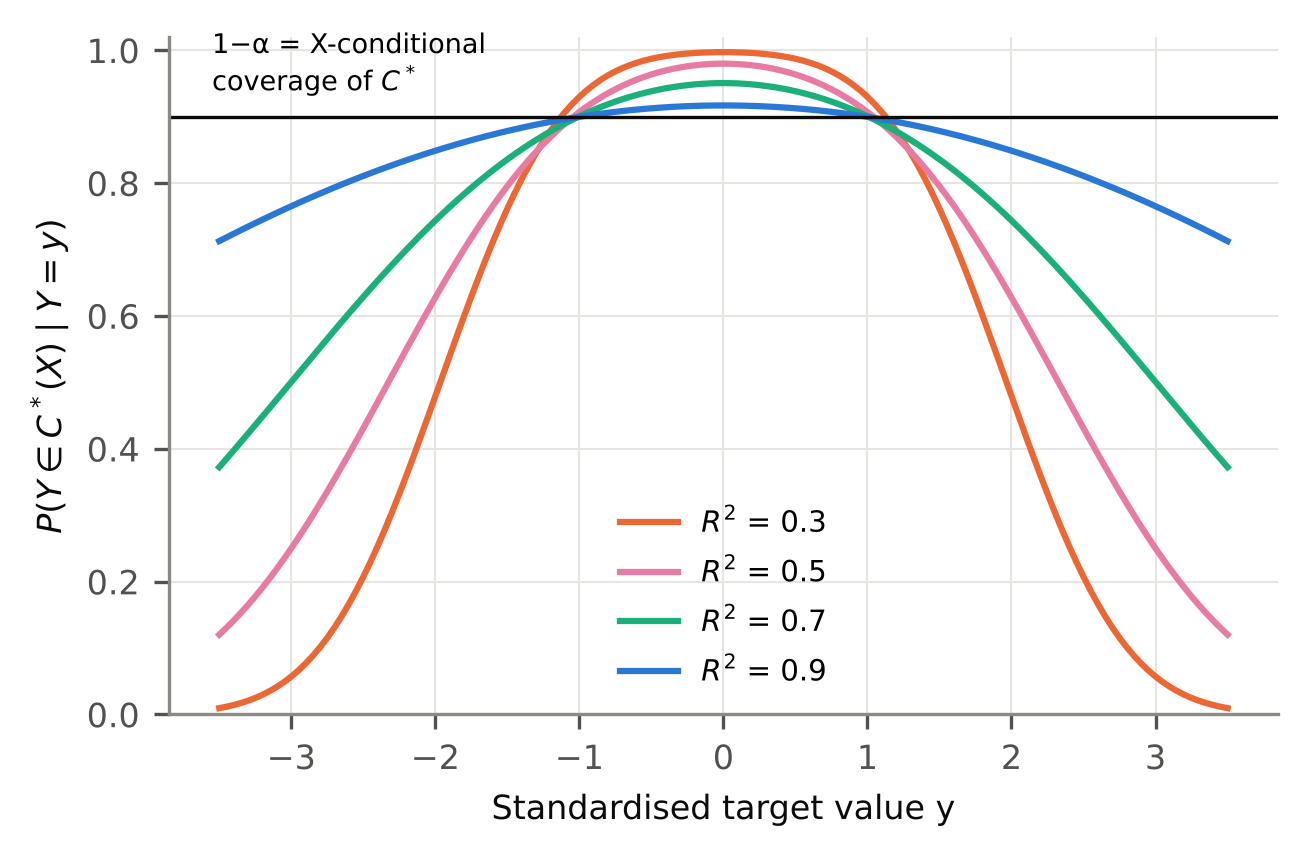 1−α = X-conditional
coverage of C*
1.0
0.8
0.6
0.4
0.2
0.0
P(Y ∈ C*(X) | Y = y)
R² = 0.3
R² = 0.5
R² = 0.7
R² = 0.9
−3 −2 −1 0 1 2 3
Standardised target value y